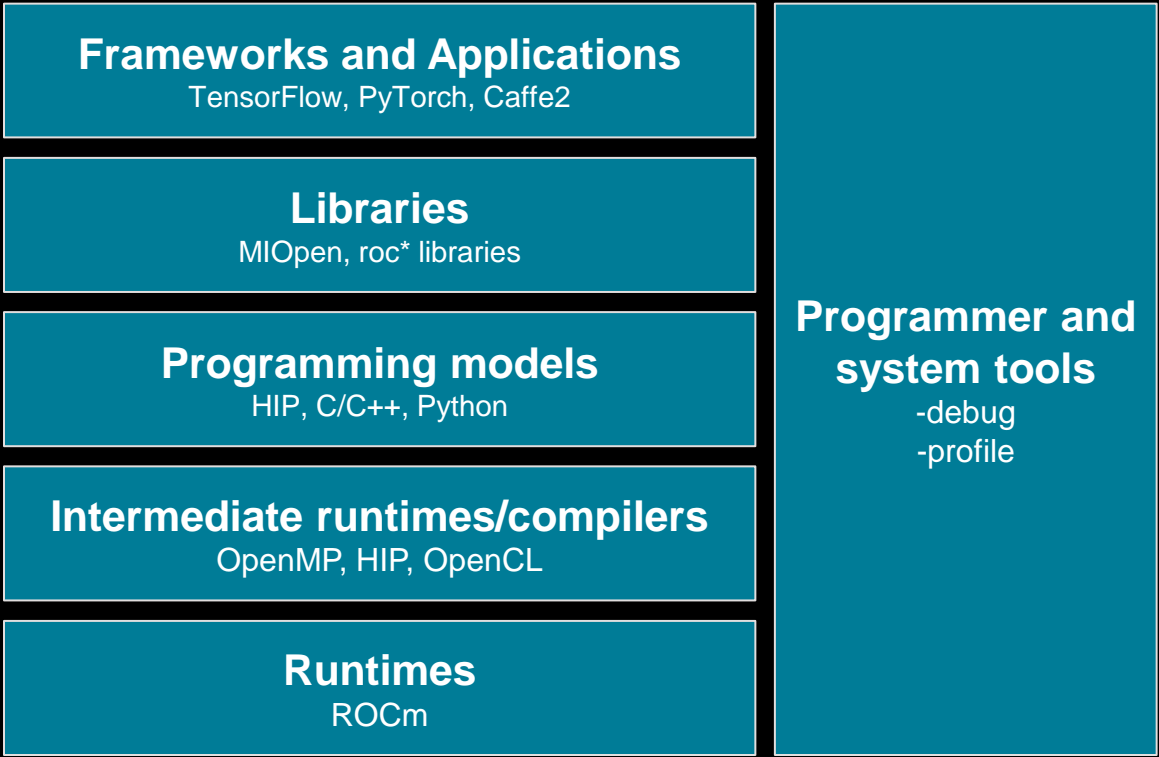 Frameworks and Applications
TensorFlow, PyTorch, Caffe2
Libraries
MIOpen, roc* libraries
Programming models
HIP, C/C++, Python
Intermediate runtimes/compilers
OpenMP, HIP, OpenCL
Runtimes
ROCm
Programmer and
system tools
-debug
-profile